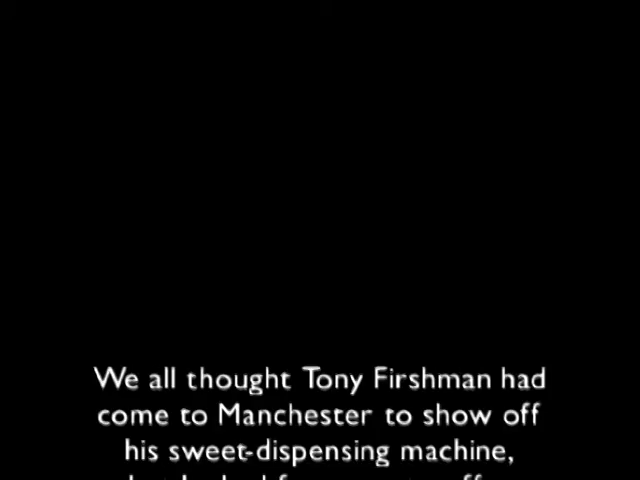 We all thought Tony Firshman had
come to Manchester to show off
his sweet-dispensing machine,